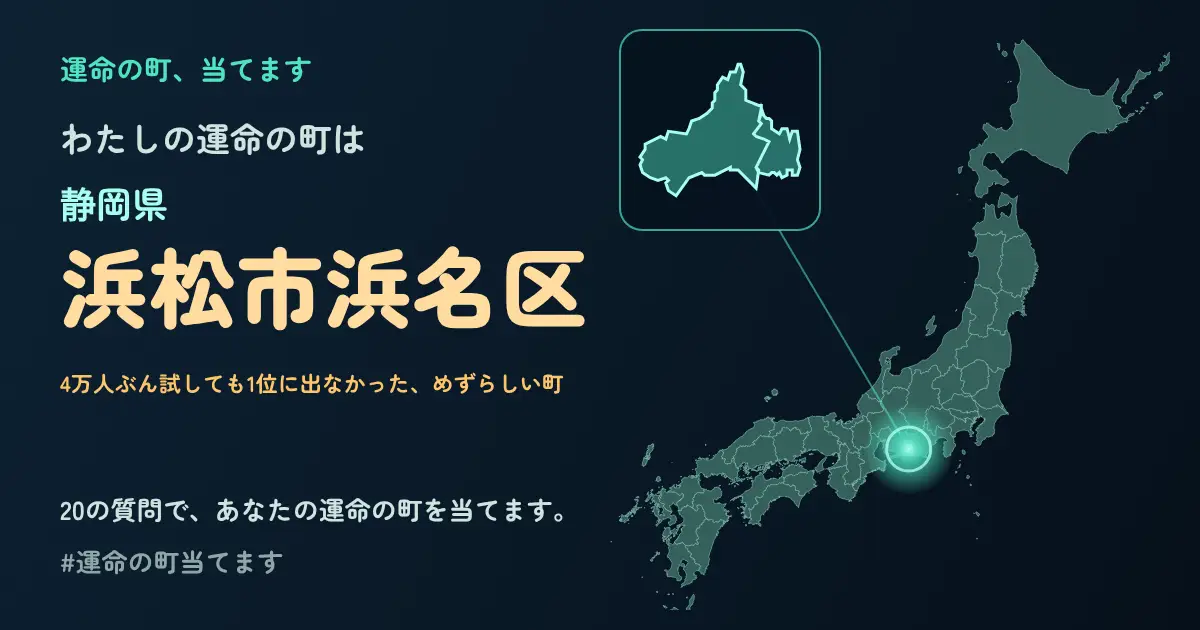 運命の町、当てます
わたしの運命の町は
静岡県
浜松市浜名区
4万人ぶん試しても1位に出なかった、めずらしい町
20の質問で、あなたの運命の町を当てます。
#運命の町当てます